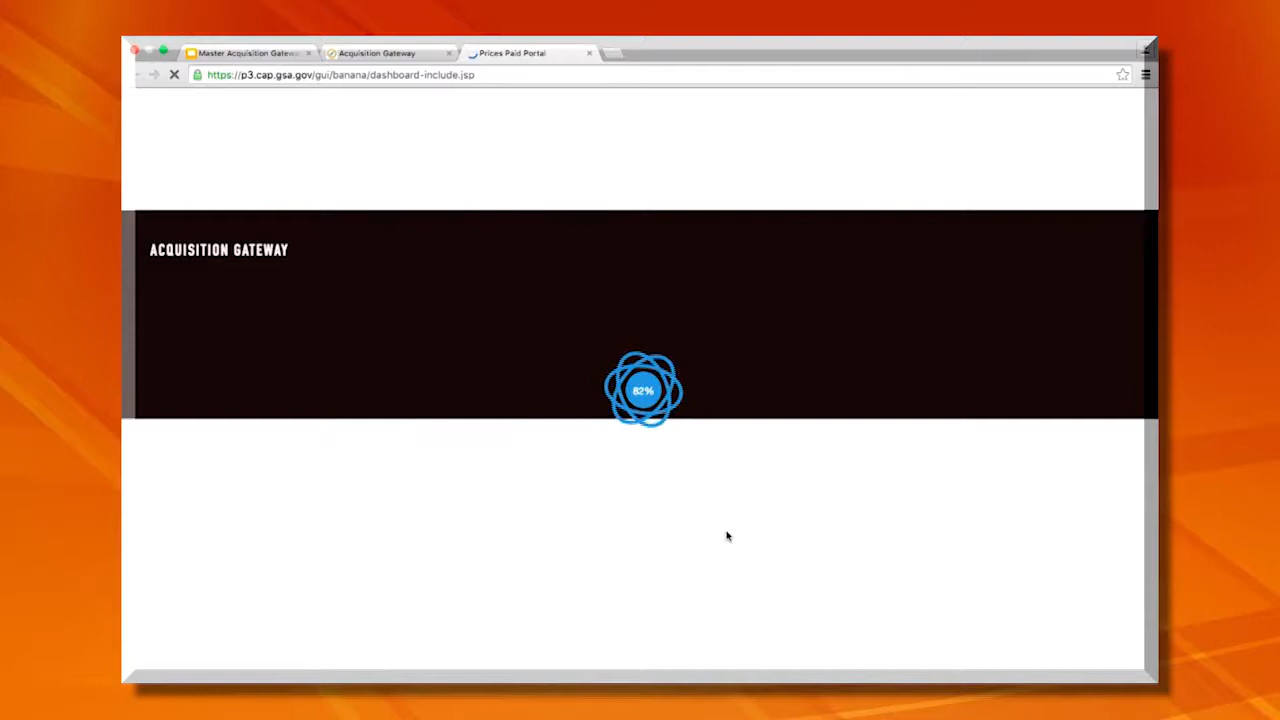 Master Acquisition Gatew
Acquisition Gateway
Prices Paid Portal
https://p3.cap.gsa.gov/gui/banana/dashboard-include.jsp
ACQUISITION GATEWAY
82%